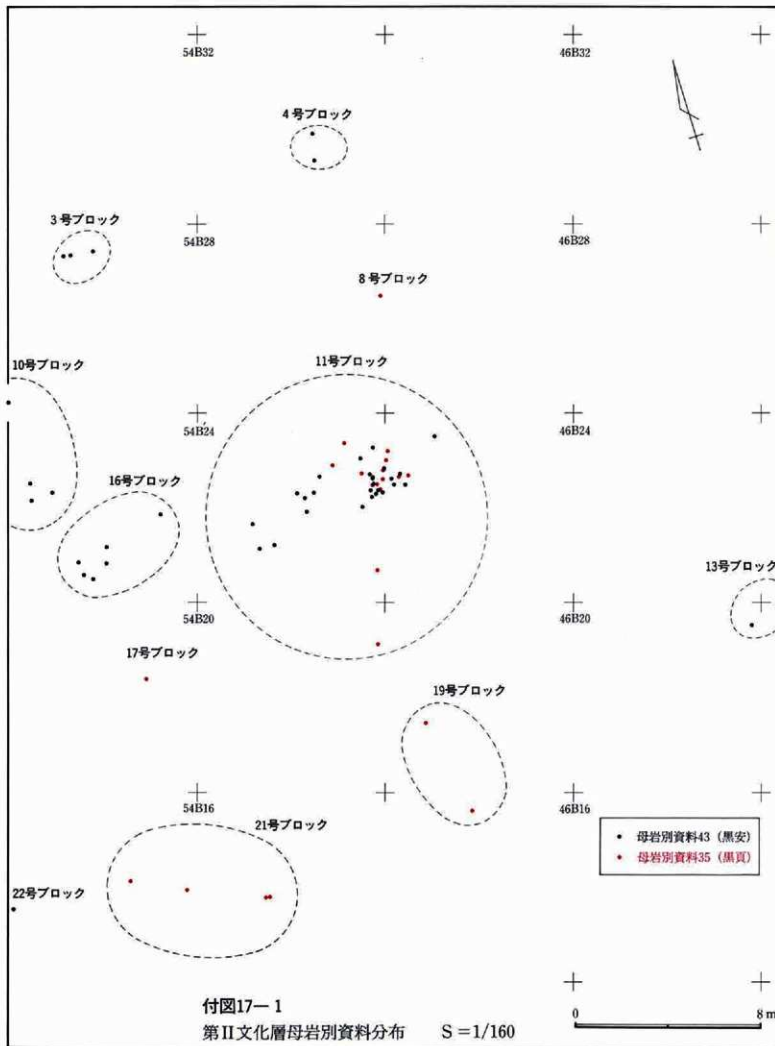 54B32
46B32
4号ブロック
3号ブロック
54B28
46B28
8号ブロック
10号ブロック
11号ブロック
54B24
46B24
16号ブロック
13号ブロック
54B20
46B20
17号ブロック
19号ブロック
54B16
46B16
21号ブロック
母岩別資料43（黒安）
母岩別資料35（黒頁）
22号ブロック
付図17－1
第Ⅱ文化層母岩別資料分布 S＝1/160
0 8m